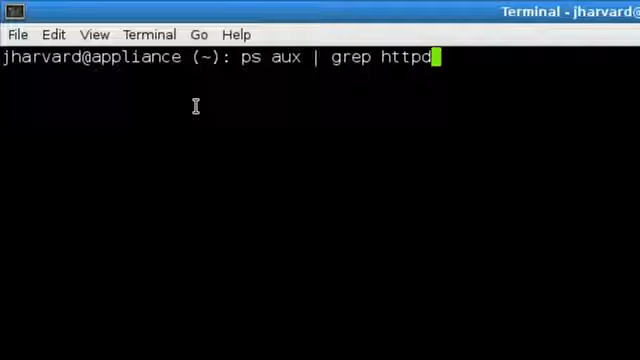 Terminal - jharvard@
File Edit View Terminal Go Help
jharvard@appliance (~): ps aux | grep httpd